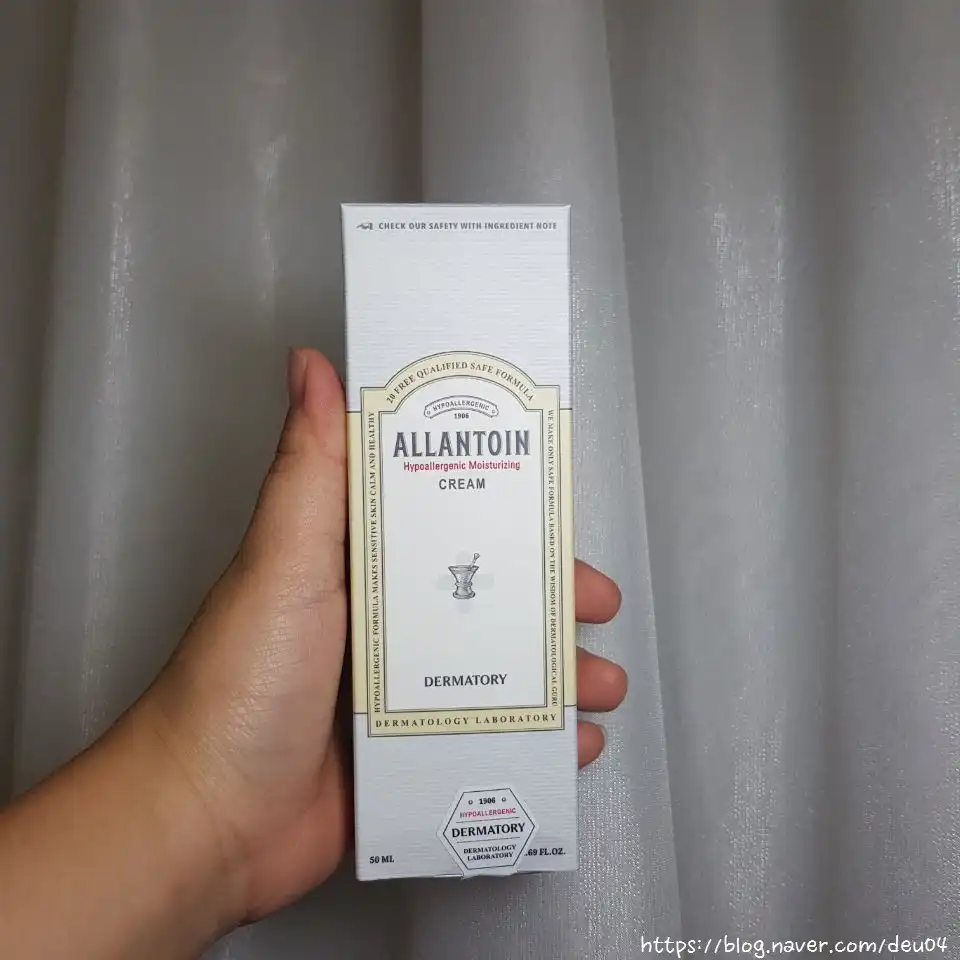 CHECK OUR SAFETY WITH INGREDIENT NOTE
20 FREE QUALIFIED SAFE FORMULA
HYPOALLERGENIC
1906
ALLANTOIN
Hypoallergenic Moisturizing
CREAM
HYPOALLERGENIC FORMULA MAKES SENSITIVE SKIN CALM AND HEALTHY
WE MAKE ONLY SAFE FORMULA BASED ON THE WISDOM OF DERMATOLOGICAL GURU
DERMATORY
DERMATOLOGY LABORATORY
1906
HYPOALLERGENIC
DERMATORY
DERMATOLOGY
LABORATORY
50 ML
.69 FL.OZ.
https://blog.naver.com/deu04